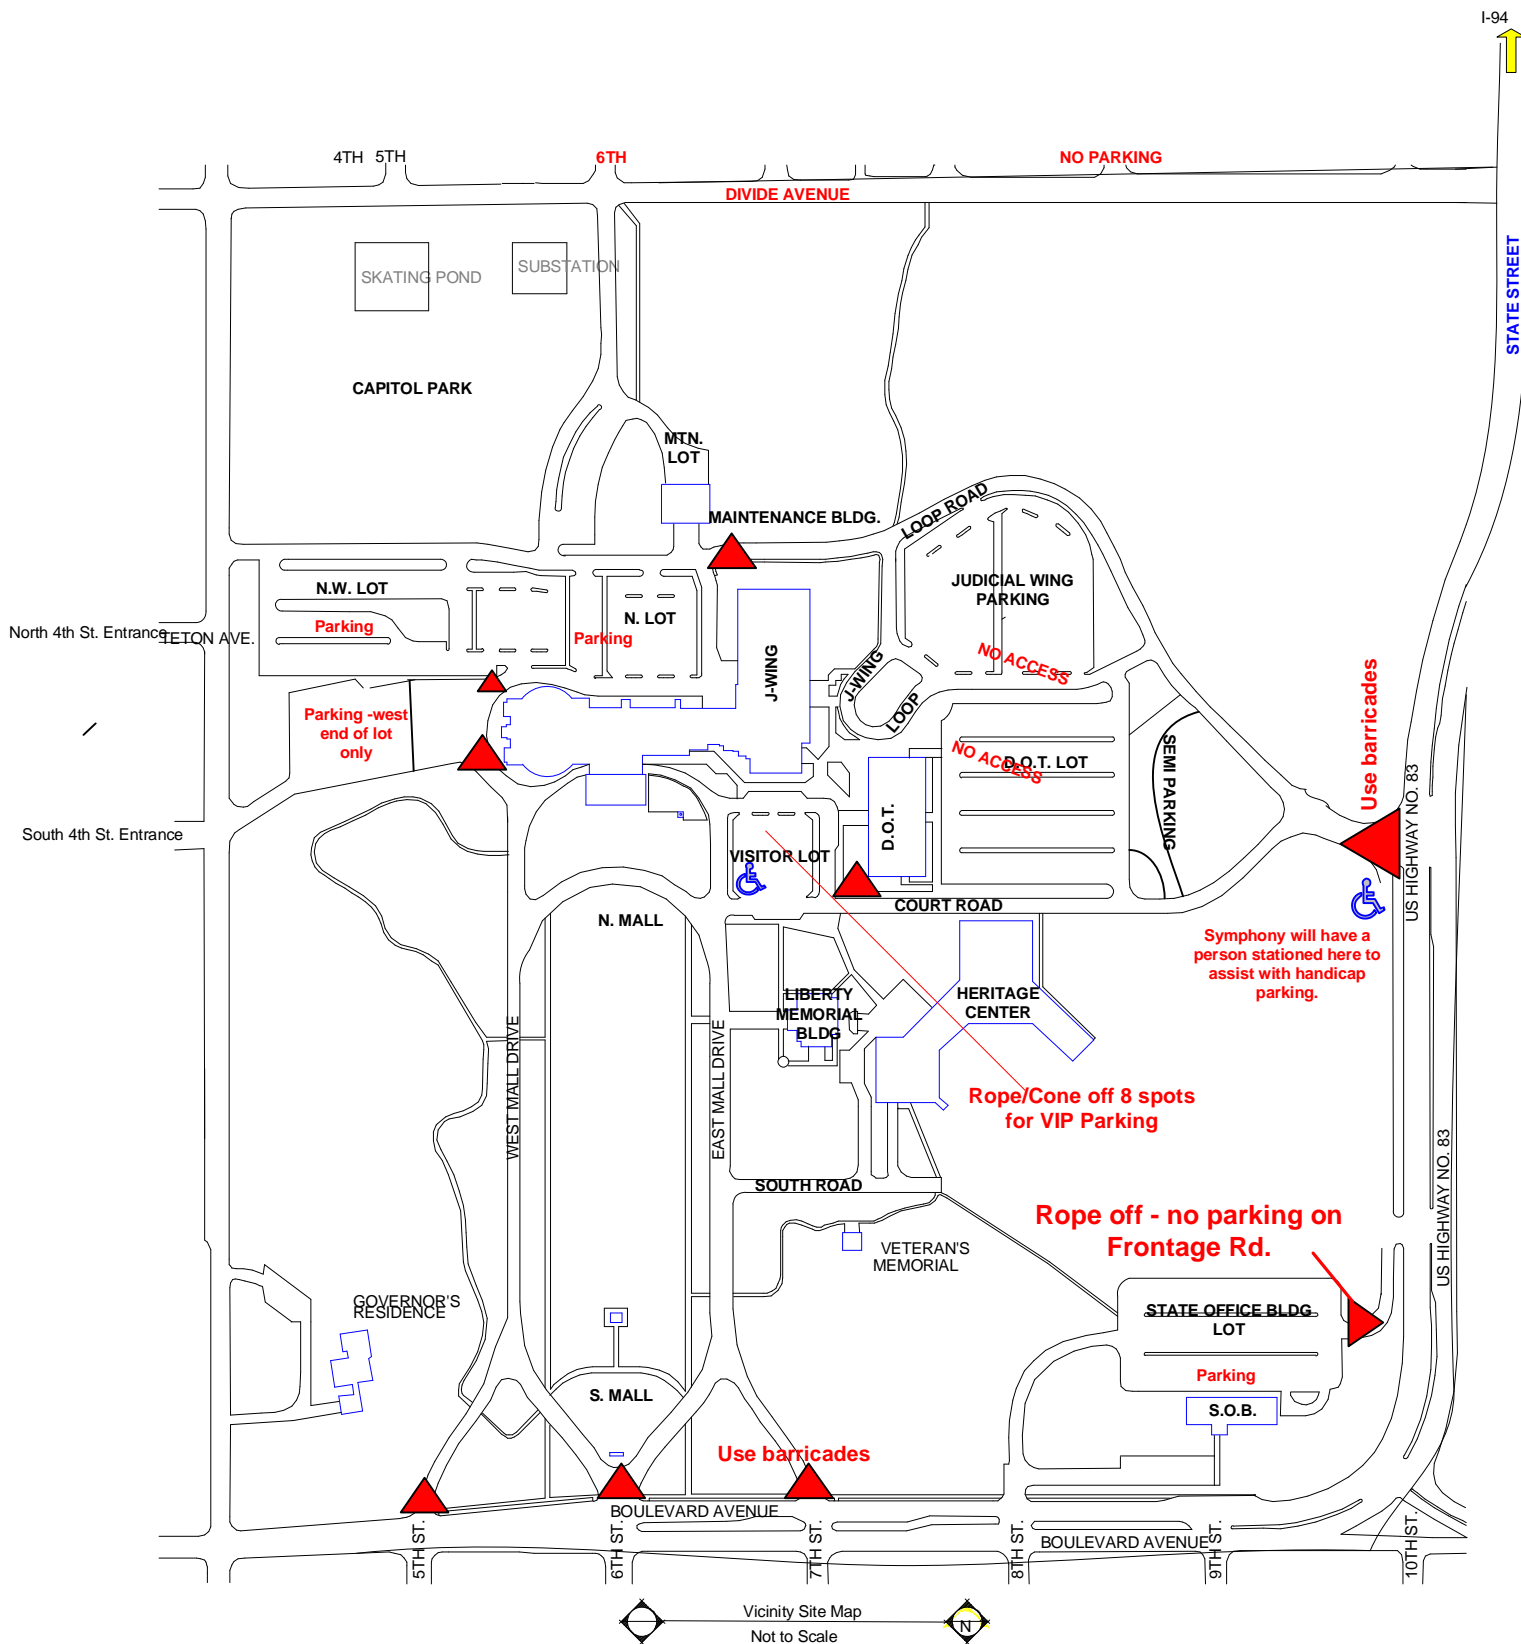 I-94
4TH 5TH
6TH
NO PARKING
DIVIDE AVENUE
STATE STREET
SKATING POND
SUBSTATION
CAPITOL PARK
MTN.
LOT
MAINTENANCE BLDG.
LOOP ROAD
N.W. LOT
Parking
N. LOT
Parking
JUDICIAL WING
PARKING
North 4th St. Entrance
TETON AVE.
NO ACCESS
J-WING
J-WING
LOOP
Parking -west
end of lot
only
NO ACCESS
D.O.T. LOT
SEMI PARKING
Use barricades
US HIGHWAY NO. 83
South 4th St. Entrance
D.O.T.
VISITOR LOT
COURT ROAD
N. MALL
Symphony will have a
person stationed here to
assist with handicap
parking.
LIBERTY
MEMORIAL
BLDG
HERITAGE
CENTER
WEST MALL DRIVE
EAST MALL DRIVE
Rope/Cone off 8 spots
for VIP Parking
SOUTH ROAD
Rope off - no parking on
Frontage Rd.
US HIGHWAY NO. 83
VETERAN'S
MEMORIAL
GOVERNOR'S
RESIDENCE
STATE OFFICE BLDG
LOT
Parking
S. MALL
S.O.B.
Use barricades
BOULEVARD AVENUE
BOULEVARD AVENUE
5TH ST.
6TH ST.
7TH ST.
8TH ST.
9TH ST.
10TH ST.
Vicinity Site Map
N
Not to Scale